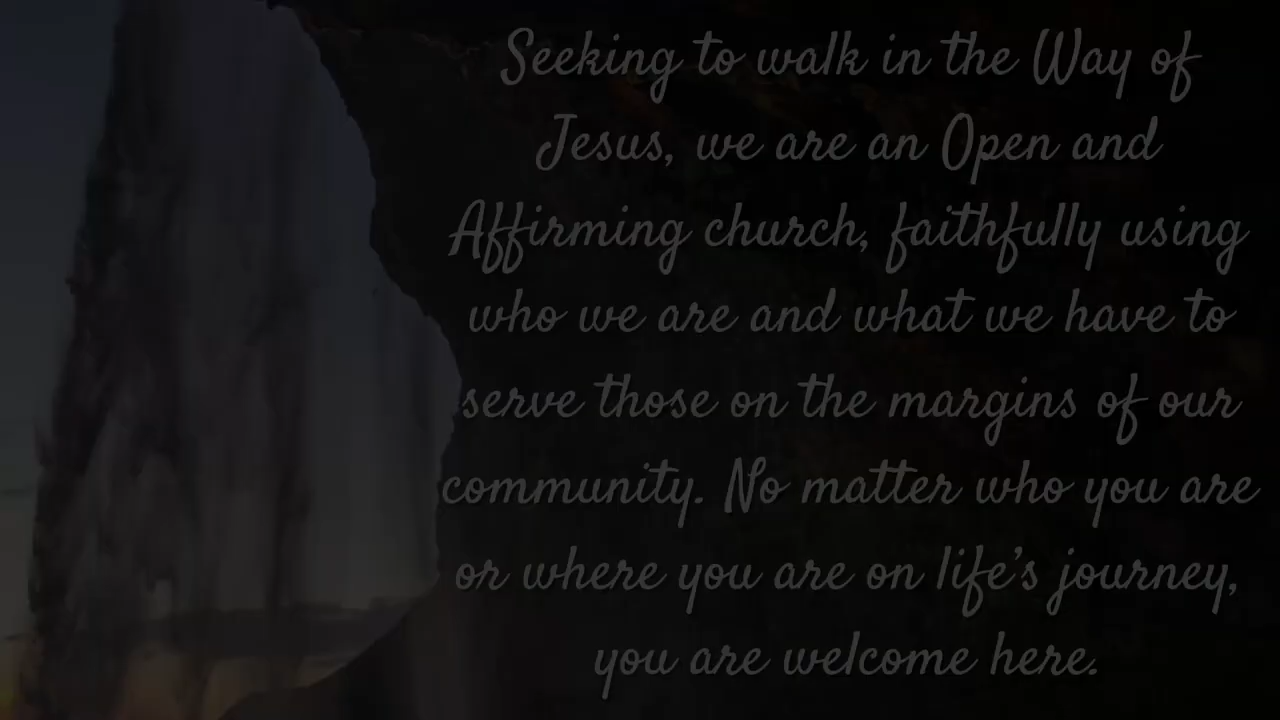 Seeking to walk in the Way of
Jesus, we are an Open and
Affirming church, faithfully using
who we are and what we have to
serve those on the margins of our
community. No matter who you are
or where you are on life’s journey,
you are welcome here.